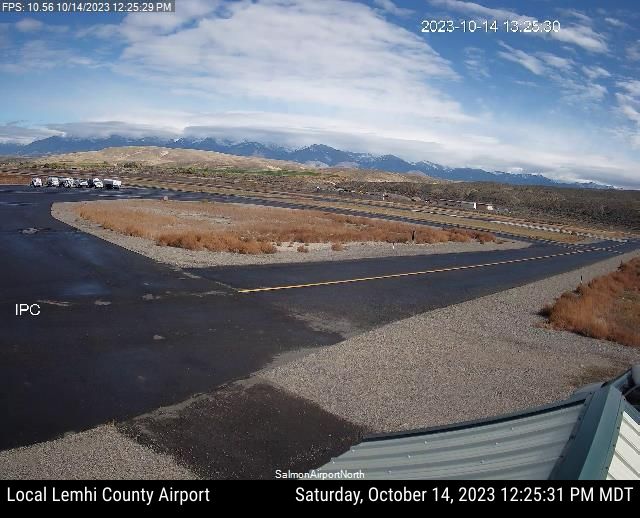 FPS: 10.56 10/14/2023 12:25:29 PM
2023-10-14 13:25:30
IPC
SalmonAirportNorth
Local Lemhi County Airport
Saturday, October 14, 2023 12:25:31 PM MDT